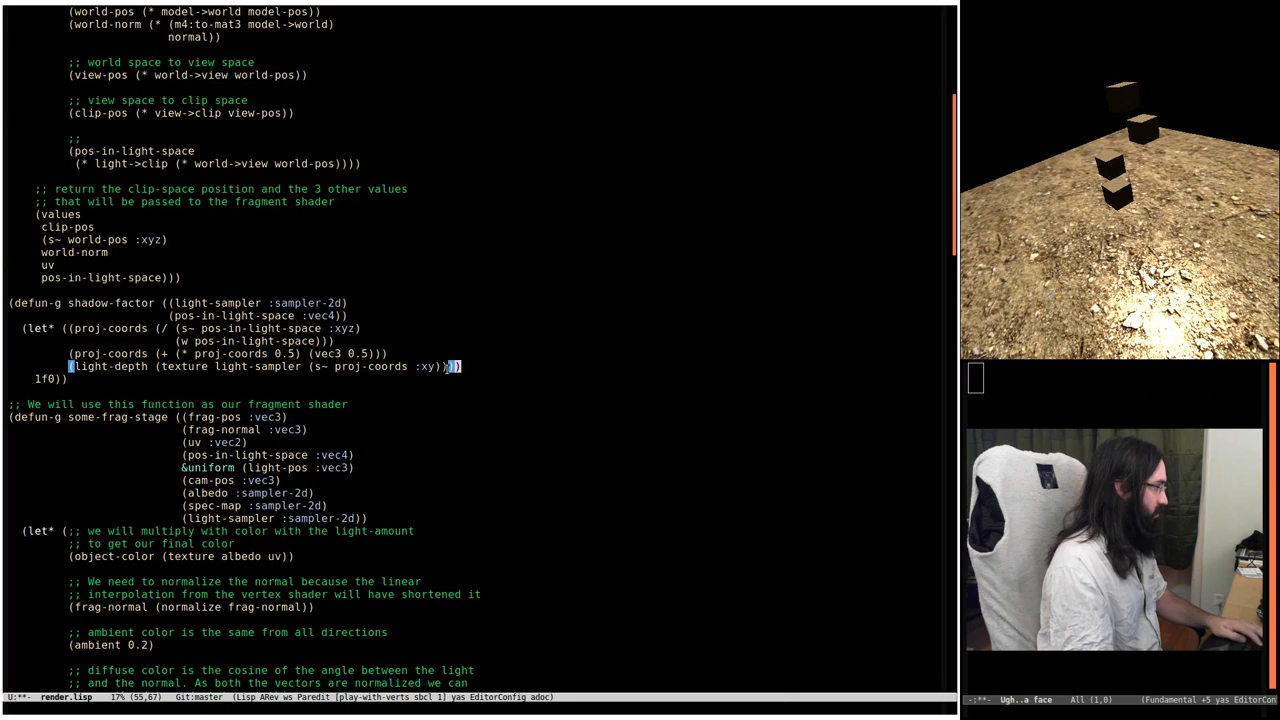 (world-pos (* model->world model-pos))
(world-norm (* (m4:to-mat3 model->world)
normal))
;; world space to view space
(view-pos (* world->view world-pos))
;; view space to clip space
(clip-pos (* view->clip view-pos))
;;
(pos-in-light-space
(* light->clip (* world->view world-pos))))
;; return the clip-space position and the 3 other values
;; that will be passed to the fragment shader
(values
clip-pos
(s~ world-pos :xyz)
world-norm
uv
pos-in-light-space)))
(defun-g shadow-factor ((light-sampler :sampler-2d)
(pos-in-light-space :vec4))
(let* ((proj-coords (/ (s~ pos-in-light-space :xyz)
(w pos-in-light-space)))
(proj-coords (+ (* proj-coords 0.5) (vec3 0.5)))
(light-depth (texture light-sampler (s~ proj-coords :xy))))
1f0))
;; We will use this function as our fragment shader
(defun-g some-frag-stage ((frag-pos :vec3)
(frag-normal :vec3)
(uv :vec2)
(pos-in-light-space :vec4)
&uniform (light-pos :vec3)
(cam-pos :vec3)
(albedo :sampler-2d)
(spec-map :sampler-2d)
(light-sampler :sampler-2d))
(let* (;; we will multiply with color with the light-amount
;; to get our final color
(object-color (texture albedo uv))
;; We need to normalize the normal because the linear
;; interpolation from the vertex shader will have shortened it
(frag-normal (normalize frag-normal))
;; ambient color is the same from all directions
(ambient 0.2)
;; diffuse color is the cosine of the angle between the light
;; and the normal. As both the vectors are normalized we can
U:**- render.lisp 17% (55,67) Git:master (Lisp ARev ws Paredit [play-with-verts sbcl 1] yas EditorConfig adoc)
-:**- Ugh..a face All (1,0) (Fundamental +5 yas EditorCon